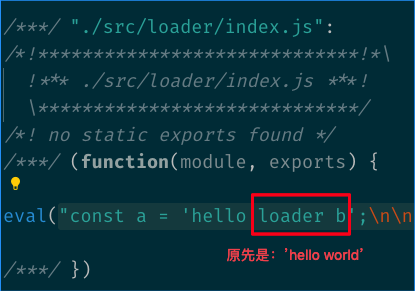 /***/ "./src/loader/index.js":
/*!*****************************!*\
  !*** ./src/loader/index.js ***!
  \*****************************/
/*! no static exports found */
/***/ (function(module, exports) {
eval("const a = 'hello loader b';\n\n
原先是：'hello world'
/***/ })